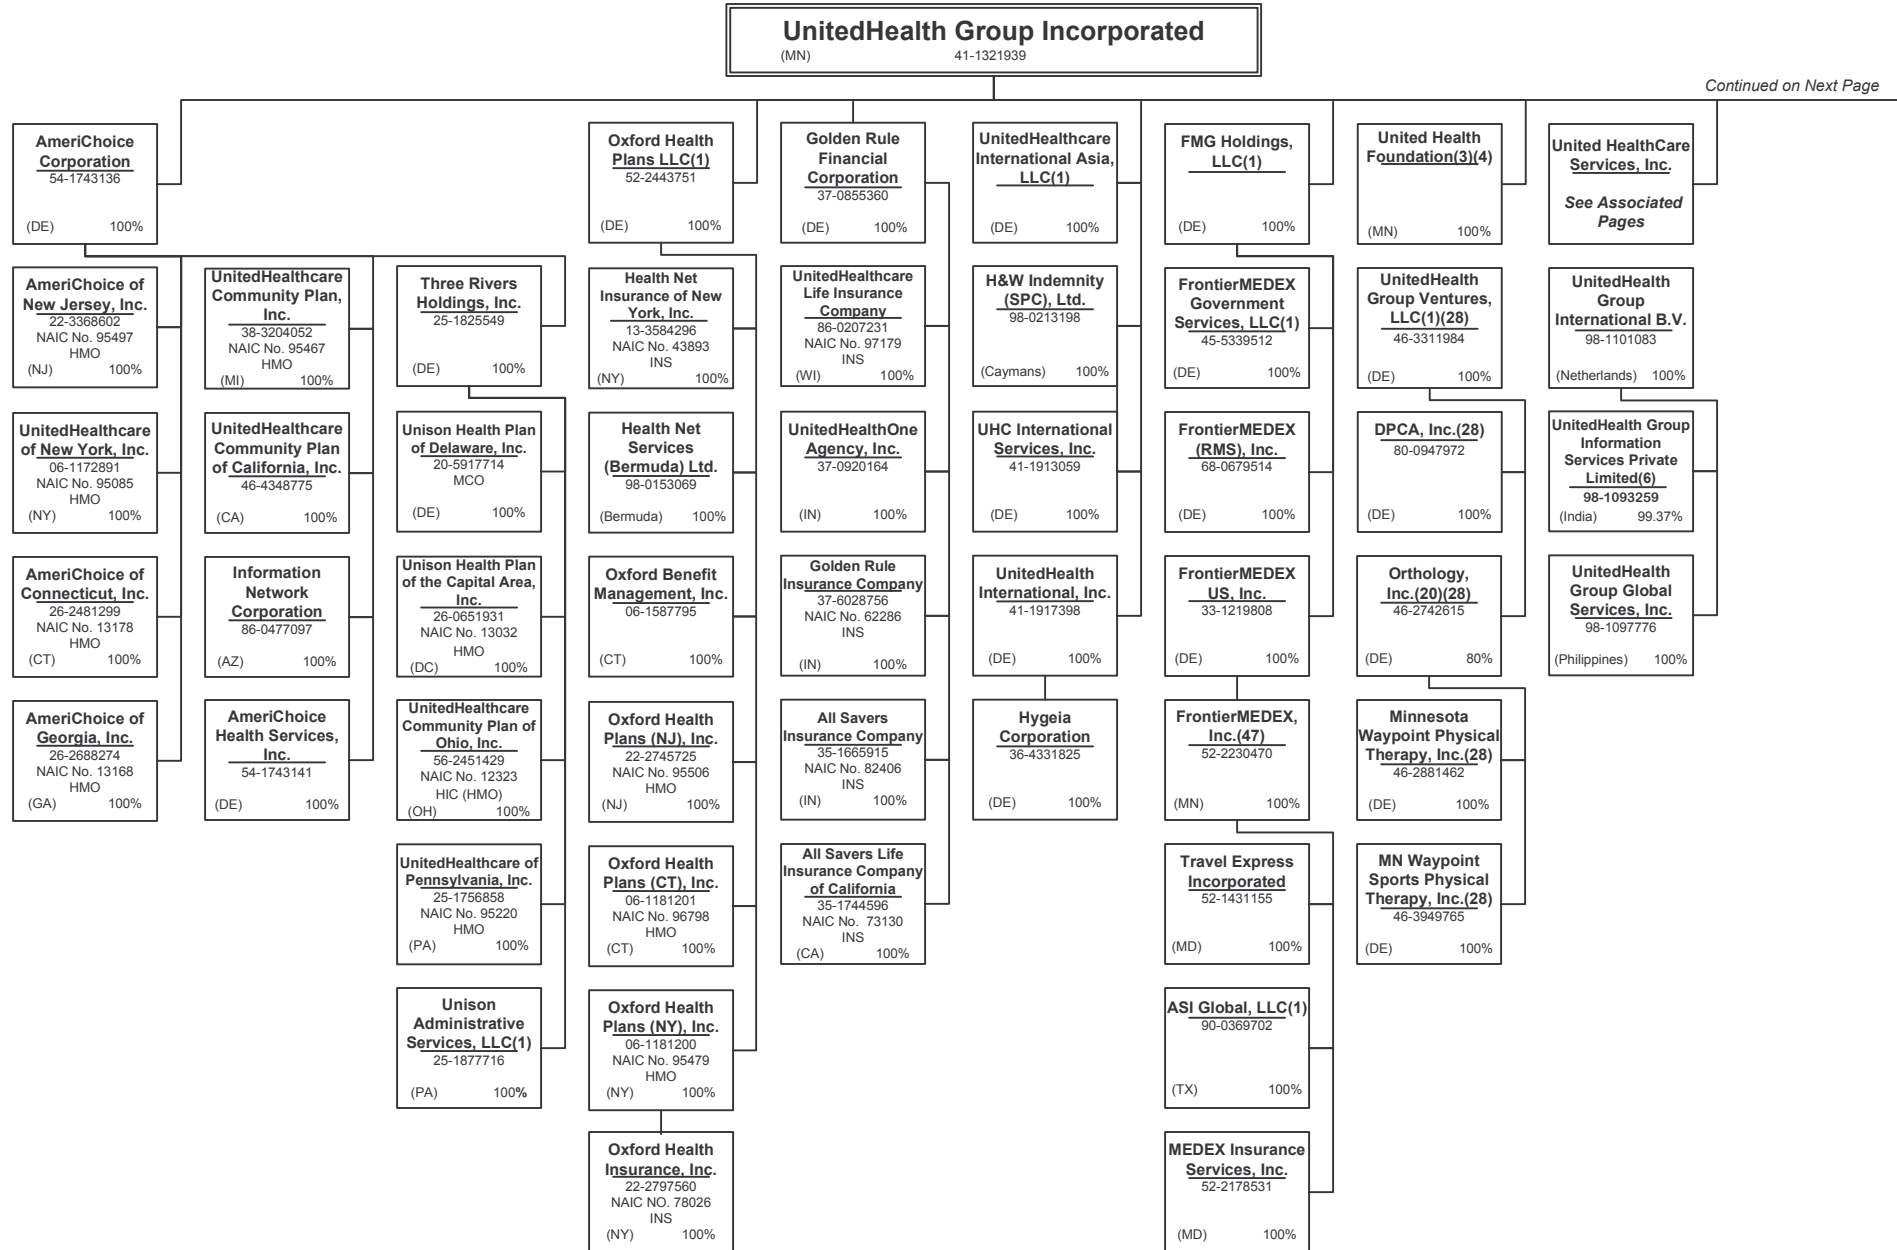 UnitedHealth Group Incorporated
(MN) 41-1321939
Continued on Next Page
AmeriChoice
Corporation
54-1743136
(DE) 100%
Oxford Health
Plans LLC(1)
52-2443751
(DE) 100%
Golden Rule
Financial
Corporation
37-0855360
(DE) 100%
UnitedHealthcare
International Asia,
LLC(1)
(DE) 100%
FMG Holdings,
LLC(1)
(DE) 100%
United Health
Foundation(3)(4)
(MN) 100%
United HealthCare
Services, Inc.
See Associated
Pages
AmeriChoice of
New Jersey, Inc.
22-3368602
NAIC No. 95497
HMO
(NJ) 100%
UnitedHealthcare
Community Plan,
Inc.
38-3204052
NAIC No. 95467
HMO
(MI) 100%
Three Rivers
Holdings, Inc.
25-1825549
(DE) 100%
Health Net
Insurance of New
York, Inc.
13-3584296
NAIC No. 43893
INS
(NY) 100%
UnitedHealthcare
Life Insurance
Company
86-0207231
NAIC No. 97179
INS
(WI) 100%
H&W Indemnity
(SPC), Ltd.
98-0213198
(Caymans) 100%
FrontierMEDEX
Government
Services, LLC(1)
45-5339512
(DE) 100%
UnitedHealth
Group Ventures,
LLC(1)(28)
46-3311984
(DE) 100%
UnitedHealth
Group
International B.V.
98-1101083
(Netherlands) 100%
UnitedHealthcare
of New York, Inc.
06-1172891
NAIC No. 95085
HMO
(NY) 100%
UnitedHealthcare
Community Plan
of California, Inc.
46-4348775
(CA) 100%
Unison Health Plan
of Delaware, Inc.
20-5917714
MCO
(DE) 100%
Health Net
Services
(Bermuda) Ltd.
98-0153069
(Bermuda) 100%
UnitedHealthOne
Agency, Inc.
37-0920164
(IN) 100%
UHC International
Services, Inc.
41-1913059
(DE) 100%
FrontierMEDEX
(RMS), Inc.
68-0679514
(DE) 100%
DPCA, Inc.(28)
80-0947972
(DE) 100%
UnitedHealth Group
Information
Services Private
Limited(6)
98-1093259
(India) 99.37%
AmeriChoice of
Connecticut, Inc.
26-2481299
NAIC No. 13178
HMO
(CT) 100%
Information
Network
Corporation
86-0477097
(AZ) 100%
Unison Health Plan
of the Capital Area,
Inc.
26-0651931
NAIC No. 13032
HMO
(DC) 100%
Oxford Benefit
Management, Inc.
06-1587795
(CT) 100%
Golden Rule
Insurance Company
37-6028756
NAIC No. 62286
INS
(IN) 100%
UnitedHealth
International, Inc.
41-1917398
(DE) 100%
FrontierMEDEX
US, Inc.
33-1219808
(DE) 100%
Orthology,
Inc.(20)(28)
46-2742615
(DE) 80%
UnitedHealth
Group Global
Services, Inc.
98-1097776
(Philippines) 100%
AmeriChoice of
Georgia, Inc.
26-2688274
NAIC No. 13168
HMO
(GA) 100%
AmeriChoice
Health Services,
Inc.
54-1743141
(DE) 100%
UnitedHealthcare
Community Plan of
Ohio, Inc.
56-2451429
NAIC No. 12323
HIC (HMO)
(OH) 100%
Oxford Health
Plans (NJ), Inc.
22-2745725
NAIC No. 95506
HMO
(NJ) 100%
All Savers
Insurance Company
35-1665915
NAIC No. 82406
INS
(IN) 100%
Hygeia
Corporation
36-4331825
(DE) 100%
FrontierMEDEX,
Inc.(47)
52-2230470
(MN) 100%
Minnesota
Waypoint Physical
Therapy, Inc.(28)
46-2881462
(DE) 100%
UnitedHealthcare of
Pennsylvania, Inc.
25-1756858
NAIC No. 95220
HMO
(PA) 100%
Oxford Health
Plans (CT), Inc.
06-1181201
NAIC No. 96798
HMO
(CT) 100%
All Savers Life
Insurance Company
of California
35-1744596
NAIC No. 73130
INS
(CA) 100%
Travel Express
Incorporated
52-1431155
(MD) 100%
MN Waypoint
Sports Physical
Therapy, Inc.(28)
46-3949765
(DE) 100%
Unison
Administrative
Services, LLC(1)
25-1877716
(PA) 100%
Oxford Health
Plans (NY), Inc.
06-1181200
NAIC No. 95479
HMO
(NY) 100%
ASI Global, LLC(1)
90-0369702
(TX) 100%
Oxford Health
Insurance, Inc.
22-2797560
NAIC NO. 78026
INS
(NY) 100%
MEDEX Insurance
Services, Inc.
52-2178531
(MD) 100%